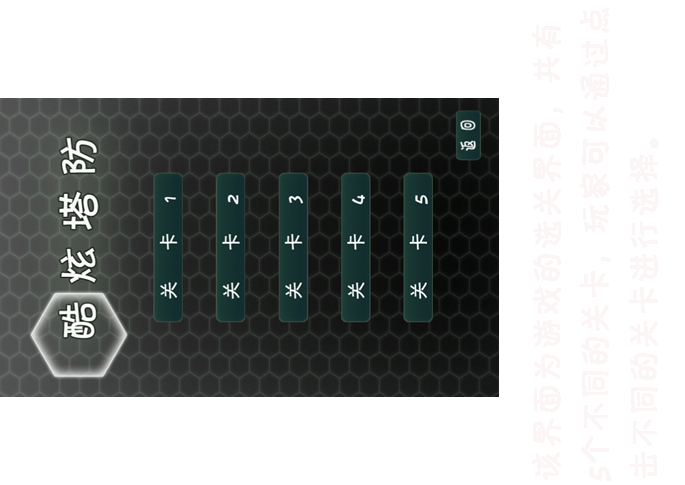 酷炫塔防
关卡 1
关卡 2
关卡 3
关卡 4
关卡 5
返回
该界面为游戏的选关界面，共有
5个不同的关卡，玩家可以通过点
击不同的关卡进行选择。